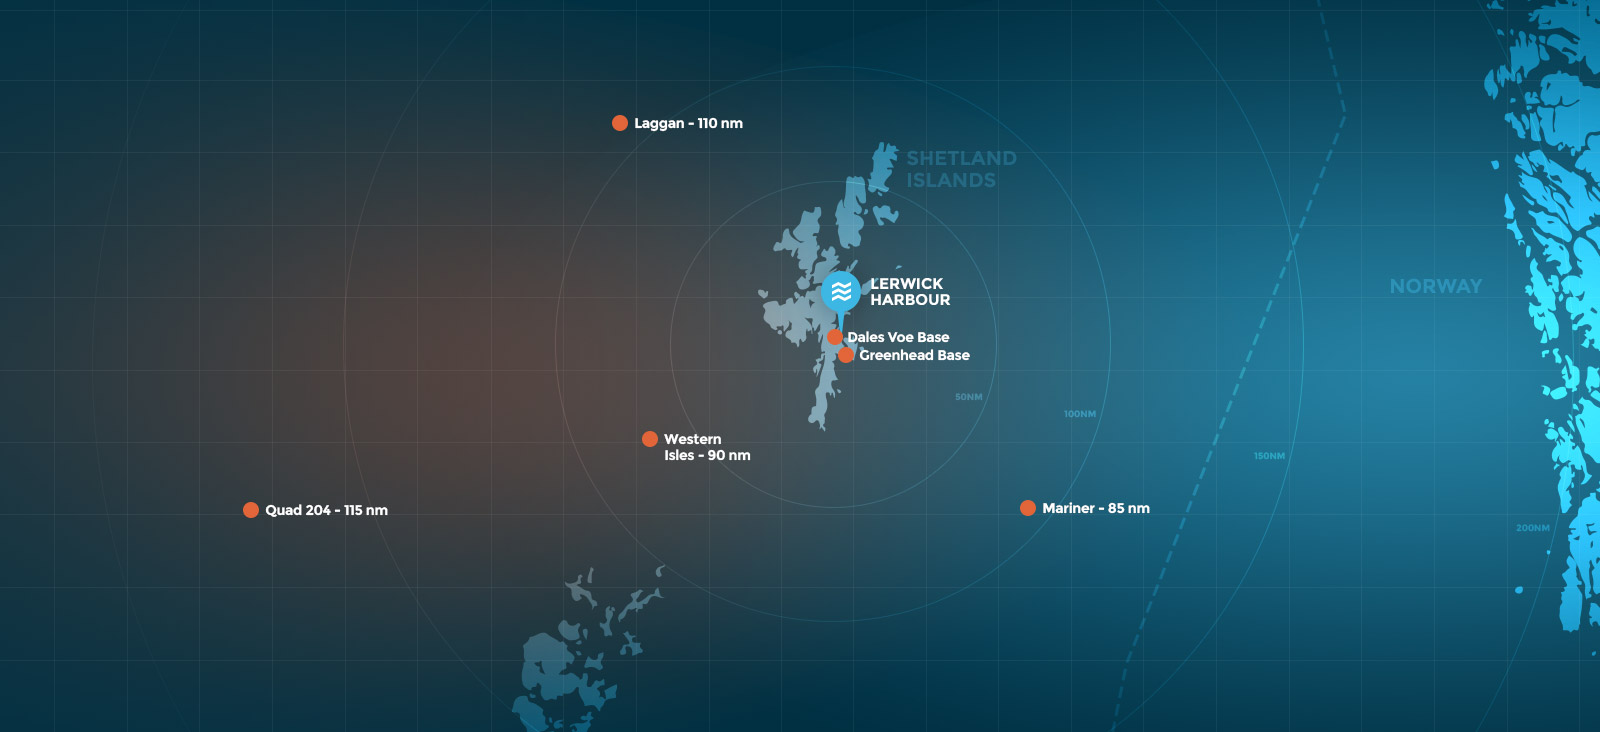 Laggan - 110 nm
SHETLAND
ISLANDS
LERWICK
HARBOUR
NORWAY
Dales Voe Base
Greenhead Base
50NM
100NM
Western
Isles - 90 nm
150NM
Quad 204 - 115 nm
Mariner - 85 nm
200NM